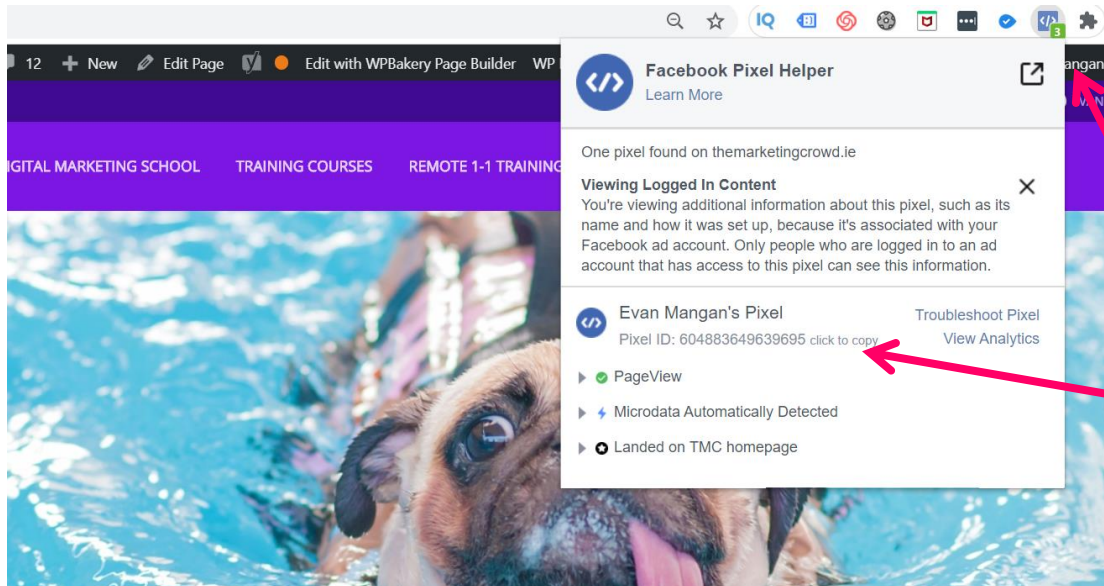 12 New Edit Page Edit with WPBakery Page Builder WP
Facebook Pixel Helper
Learn More
DIGITAL MARKETING SCHOOL TRAINING COURSES REMOTE 1-1 TRAINING
One pixel found on themarketingcrowd.ie
Viewing Logged In Content
You're viewing additional information about this pixel, such as its
name and how it was set up, because it's associated with your
Facebook ad account. Only people who are logged in to an ad
account that has access to this pixel can see this information.
Evan Mangan's Pixel
Troubleshoot Pixel
Pixel ID: 604883649639695 click to copy
View Analytics
PageView
Microdata Automatically Detected
Landed on TMC homepage
IQ
3